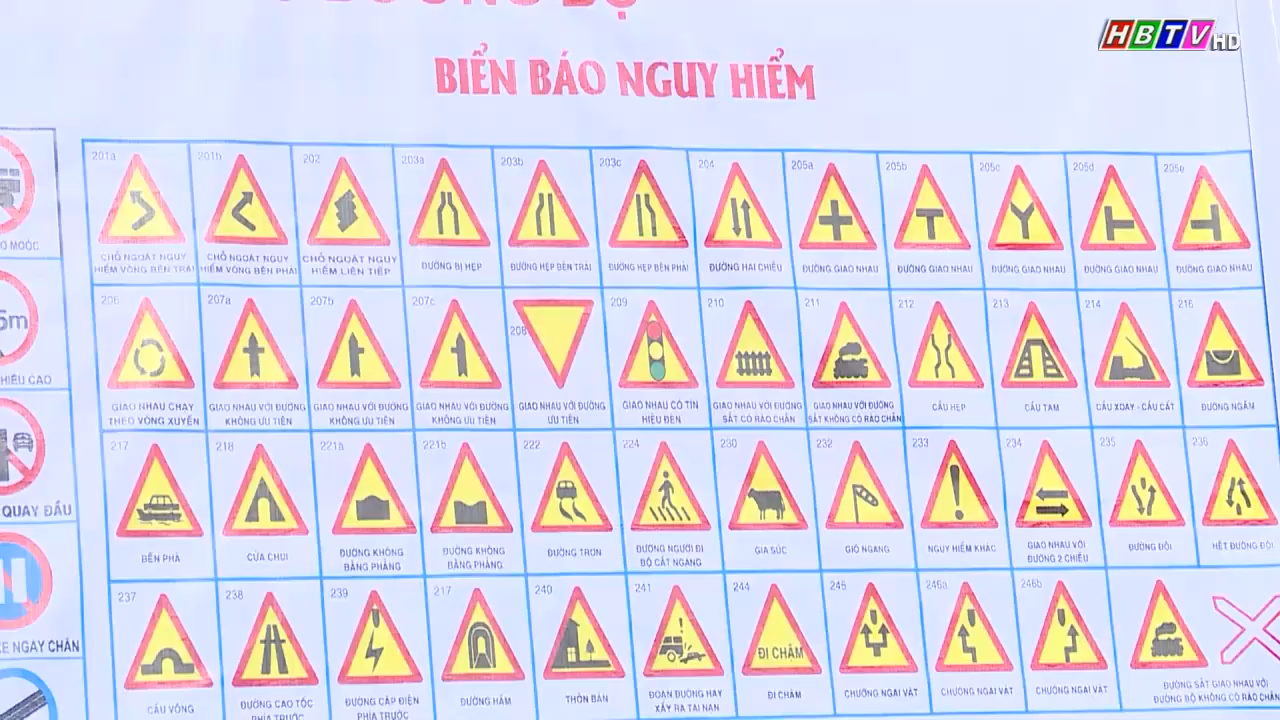 HBTV HD
BIỂN BÁO NGUY HIỂM
201a 201b 202 203a 203b 203c 204 205a 205b 205c 205d 205e
CHỖ NGOẶT NGUY
HIỂM VÒNG BÊN TRÁI
CHỖ NGOẶT NGUY
HIỂM VÒNG BÊN PHẢI
CHỖ NGOẶT NGUY
HIỂM LIÊN TIẾP
ĐƯỜNG BỊ HẸP
ĐƯỜNG HẸP BÊN TRÁI
ĐƯỜNG HẸP BÊN PHẢI
ĐƯỜNG HAI CHIỀU
ĐƯỜNG GIAO NHAU
ĐƯỜNG GIAO NHAU
ĐƯỜNG GIAO NHAU
ĐƯỜNG GIAO NHAU
ĐƯỜNG GIAO NHAU
206 207a 207b 207c 208 209 210 211 212 213 214 216
GIAO NHAU CHẠY
THEO VÒNG XUYẾN
GIAO NHAU VỚI ĐƯỜNG
KHÔNG ƯU TIÊN
GIAO NHAU VỚI ĐƯỜNG
KHÔNG ƯU TIÊN
GIAO NHAU VỚI ĐƯỜNG
KHÔNG ƯU TIÊN
GIAO NHAU VỚI ĐƯỜNG
ƯU TIÊN
GIAO NHAU CÓ TÍN
HIỆU ĐÈN
GIAO NHAU VỚI ĐƯỜNG
SẮT CÓ RÀO CHẮN
GIAO NHAU VỚI ĐƯỜNG
SẮT KHÔNG CÓ RÀO CHẮN
CẦU HẸP
CẦU TẠM
CẦU XOAY - CẦU CẤT
ĐƯỜNG NGẦM
217 218 221a 221b 222 224 230 232 233 234 235 236
BẾN PHÀ
CỬA CHUI
ĐƯỜNG KHÔNG
BẰNG PHẲNG
ĐƯỜNG KHÔNG
BẰNG PHẲNG
ĐƯỜNG TRƠN
ĐƯỜNG NGƯỜI ĐI
BỘ CẮT NGANG
GIA SÚC
GIÓ NGANG
NGUY HIỂM KHÁC
GIAO NHAU VỚI
ĐƯỜNG 2 CHIỀU
ĐƯỜNG ĐÔI
HẾT ĐƯỜNG ĐÔI
237 238 239 217 240 241 244 245 246a 246b
CẦU VỒNG
ĐƯỜNG CAO TỐC
PHÍA TRƯỚC
ĐƯỜNG CÁP ĐIỆN
PHÍA TRƯỚC
ĐƯỜNG HẦM
THÔN BẢN
ĐOẠN ĐƯỜNG HAY
XẢY RA TAI NẠN
ĐI CHẬM
ĐI CHẬM
CHƯỚNG NGẠI VẬT
CHƯỚNG NGẠI VẬT
CHƯỚNG NGẠI VẬT
ĐƯỜNG SẮT GIAO NHAU VỚI
ĐƯỜNG BỘ KHÔNG CÓ RÀO CHẮN
MOÓC
5m
CAO
QUAY ĐẦU
XE NGÀY CHẴN